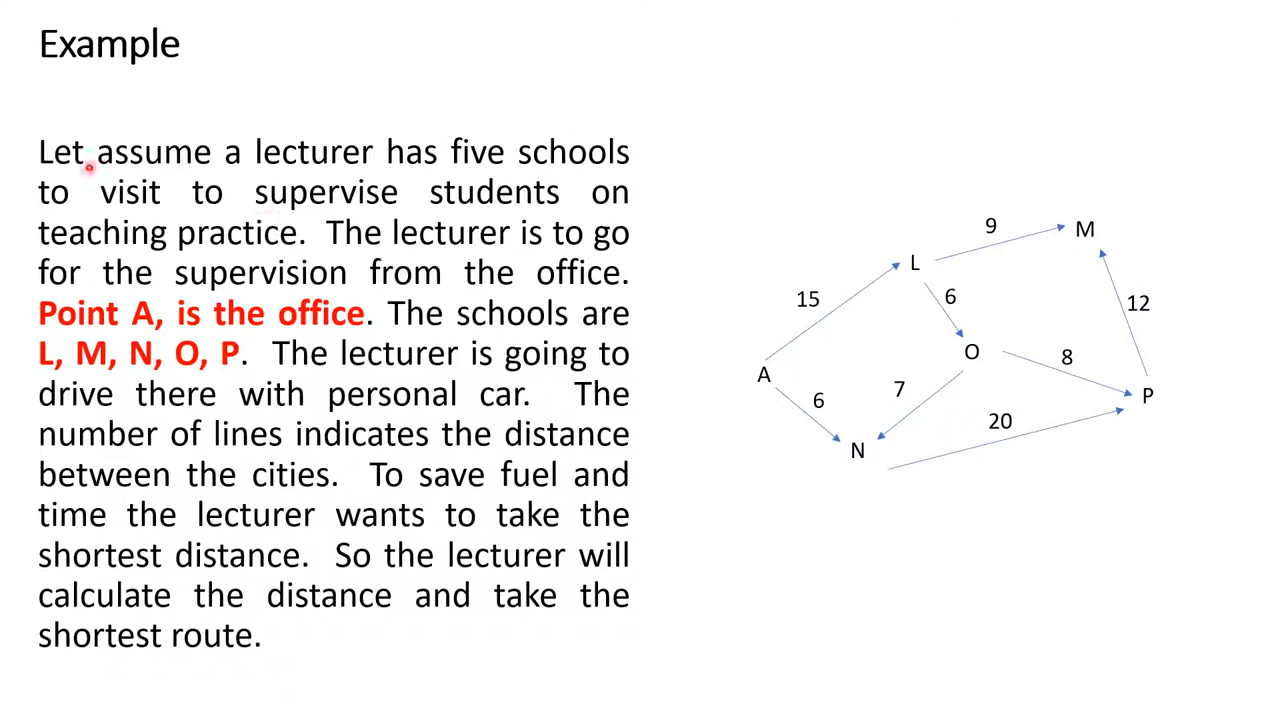 Example
Let assume a lecturer has five schools
to visit to supervise students on
teaching practice. The lecturer is to go
for the supervision from the office.
Point A, is the office. The schools are
L, M, N, O, P. The lecturer is going to
drive there with personal car. The
number of lines indicates the distance
between the cities. To save fuel and
time the lecturer wants to take the
shortest distance. So the lecturer will
calculate the distance and take the
shortest route.
9
M
L
15
6
12
O
8
A
7
P
6
20
N